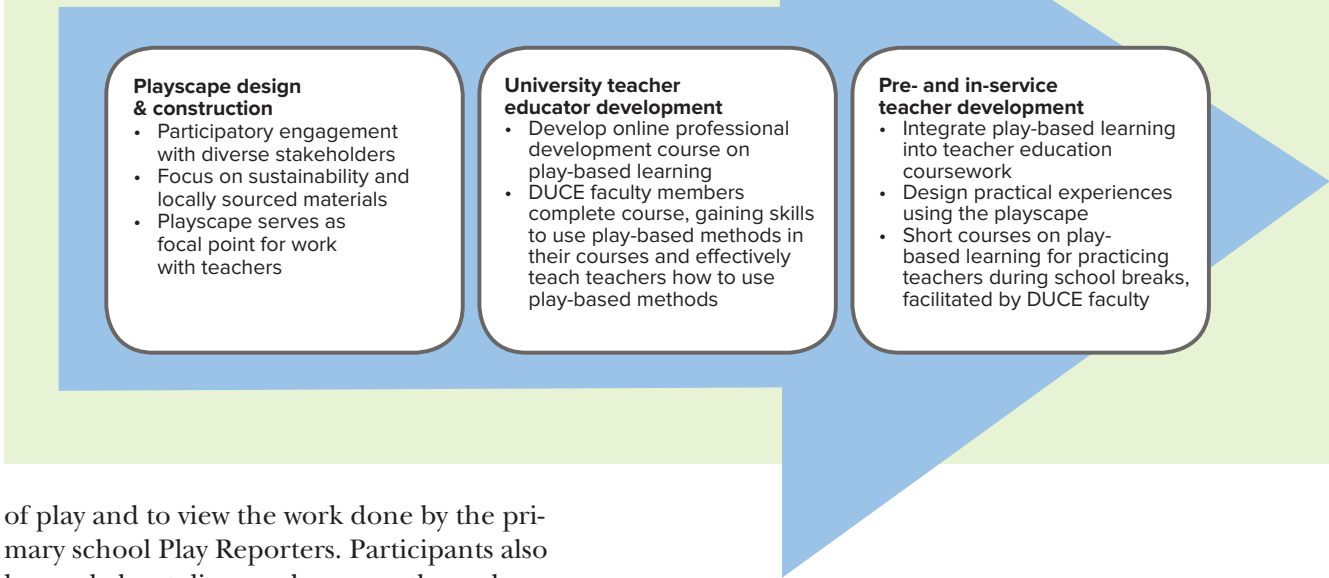 Playscape design
& construction
• Participatory engagement
with diverse stakeholders
• Focus on sustainability and
locally sourced materials
• Playscape serves as
focal point for work
with teachers
University teacher
educator development
• Develop online professional
development course on
play-based learning
• DUCE faculty members
complete course, gaining skills
to use play-based methods in
their courses and effectively
teach teachers how to use
play-based methods
Pre- and in-service
teacher development
• Integrate play-based learning
into teacher education
coursework
• Design practical experiences
using the playscape
• Short courses on play-
based learning for practicing
teachers during school breaks,
facilitated by DUCE faculty
of play and to view the work done by the pri-
mary school Play Reporters. Participants also